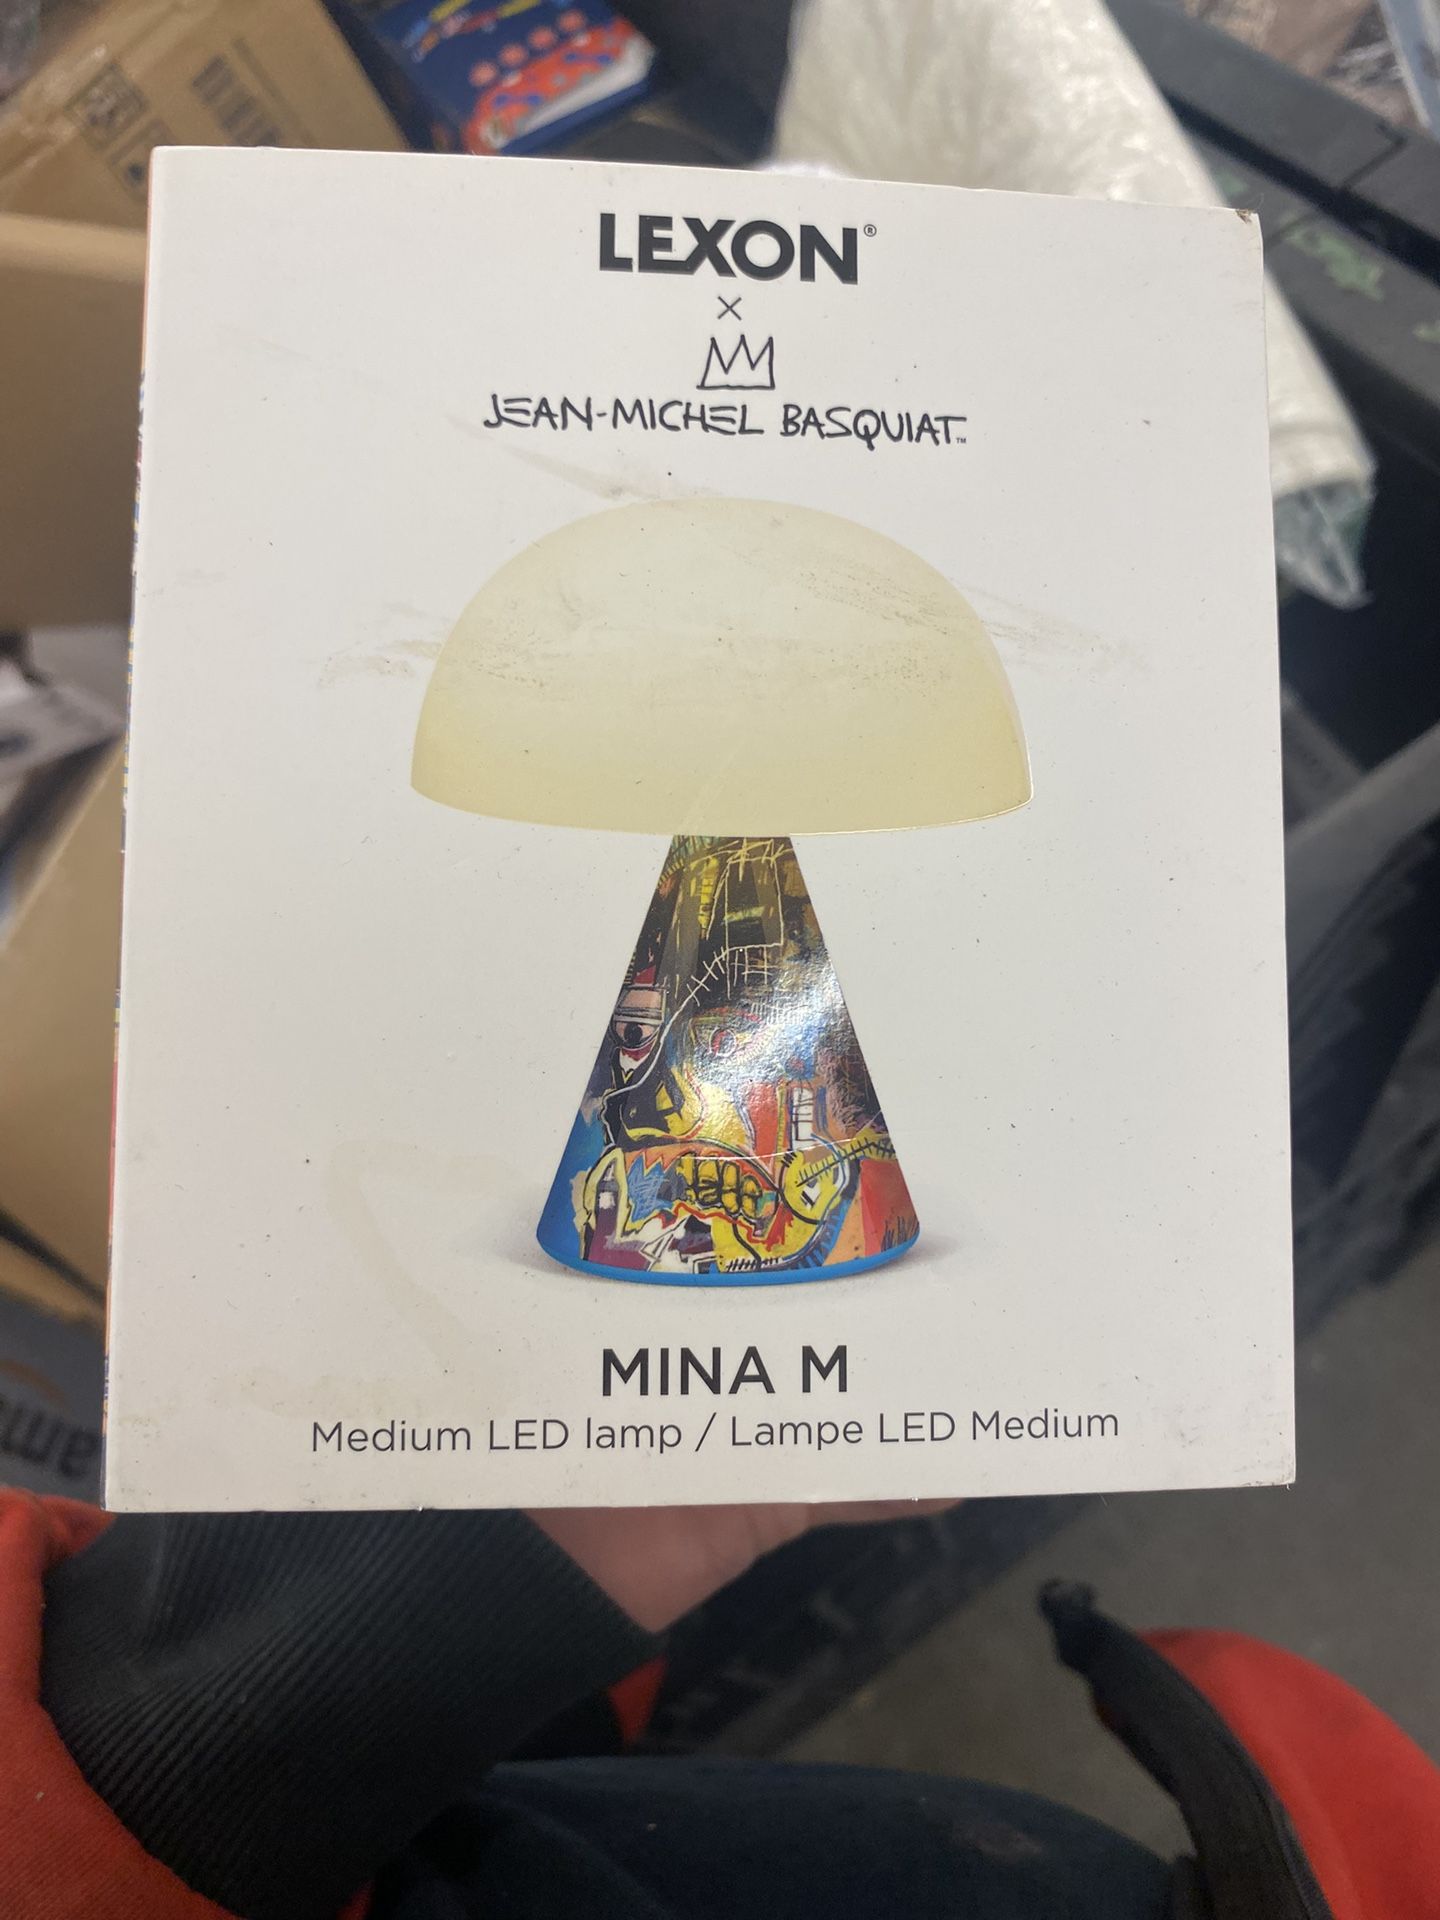 LEXON®
×
JEAN-MICHEL BASQUIAT™
MINA M
Medium LED lamp / Lampe LED Medium